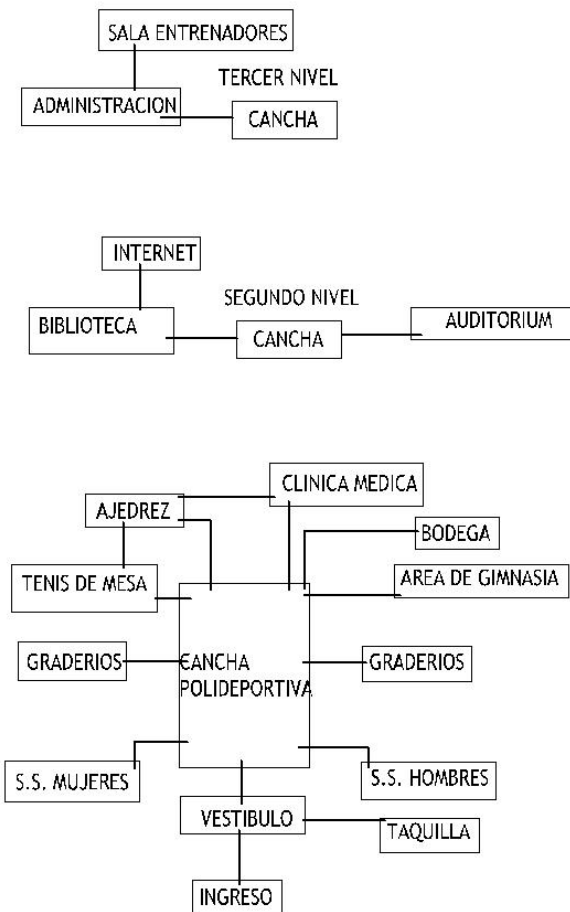 SALA ENTRENADORES
TERCER NIVEL
ADMINISTRACION
CANCHA
INTERNET
SEGUNDO NIVEL
BIBLIOTECA
CANCHA
AUDITORIUM
CLINICA MEDICA
AJEDREZ
BODEGA
TENIS DE MESA
AREA DE GIMNASIA
GRADERIOS
CANCHA
POLIDEPORTIVA
GRADERIOS
S.S. MUJERES
S.S. HOMBRES
VESTIBULO
TAQUILLA
INGRESO